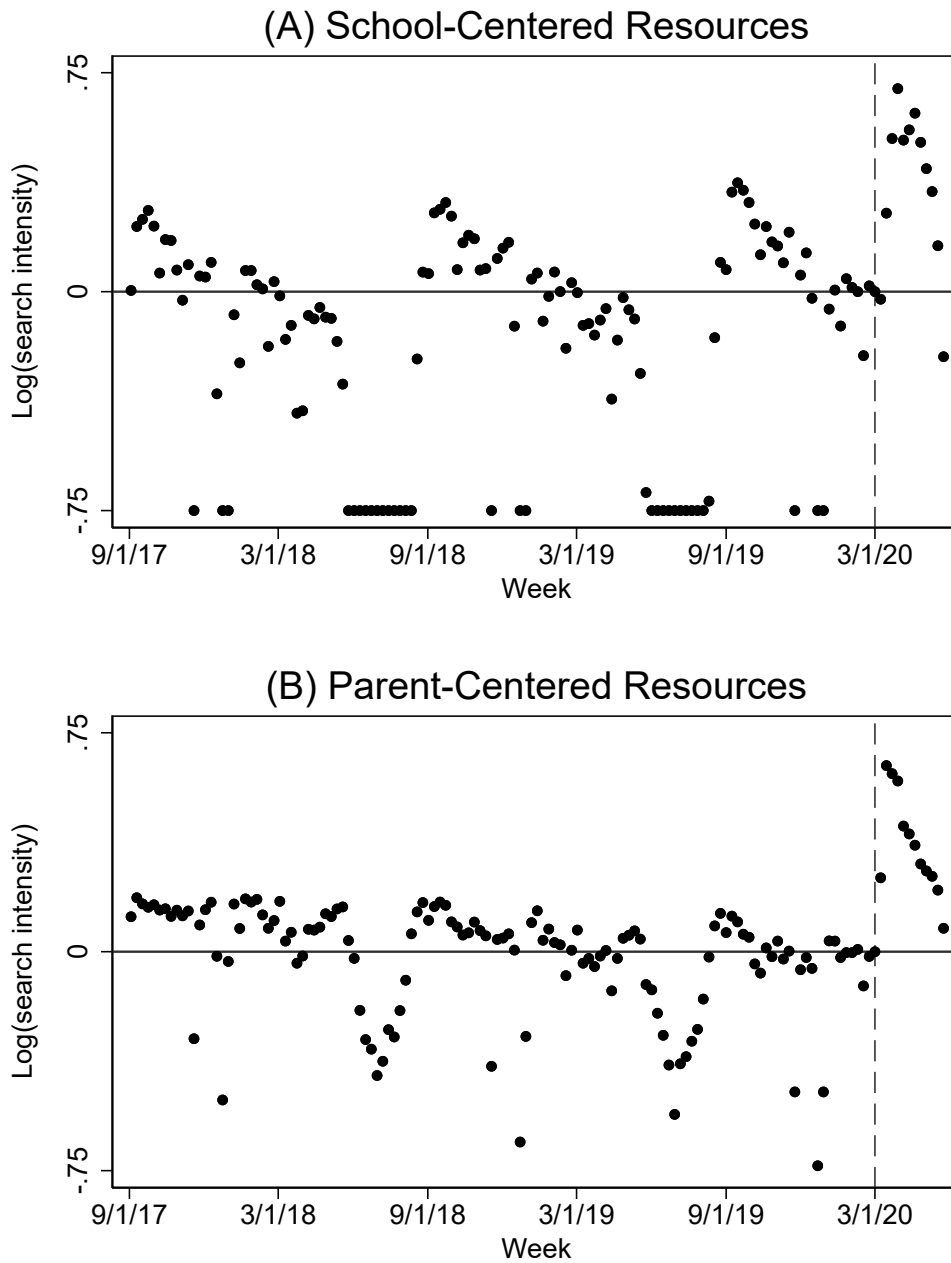 (A) School-Centered Resources
.75
0
-.75
Log(search intensity)
9/1/17 3/1/18 9/1/18 3/1/19 9/1/19 3/1/20
Week
(B) Parent-Centered Resources
.75
0
-.75
Log(search intensity)
9/1/17 3/1/18 9/1/18 3/1/19 9/1/19 3/1/20
Week